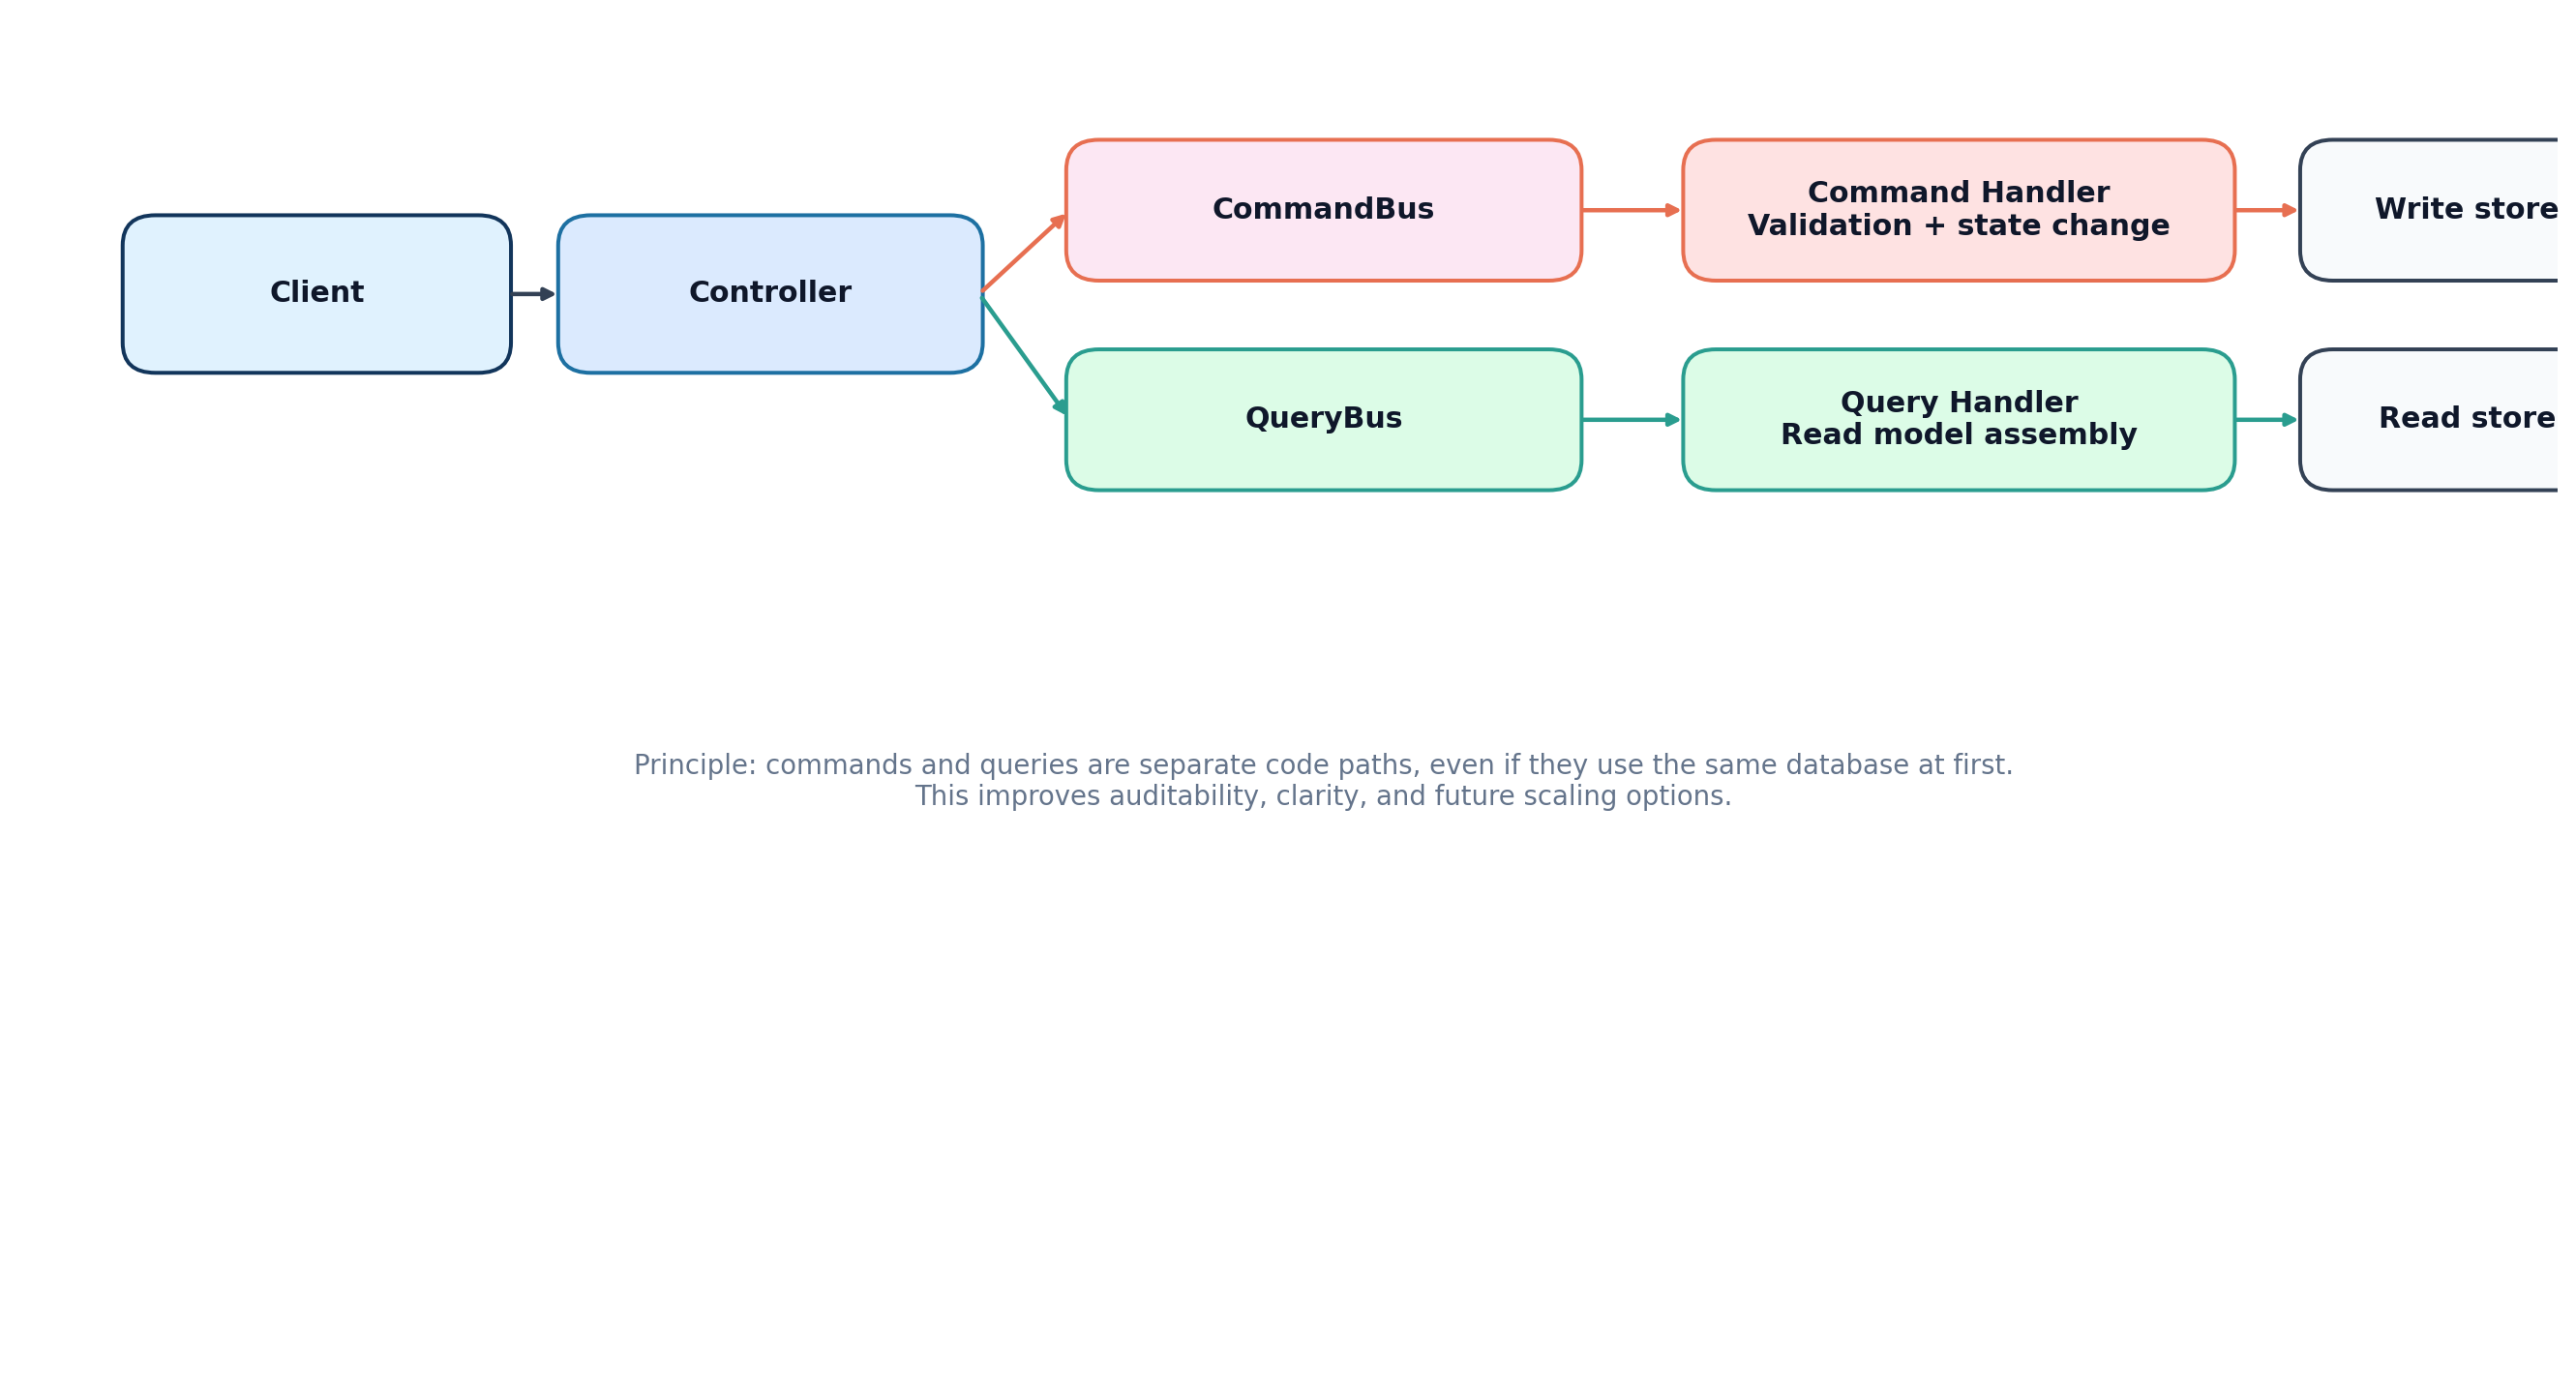 Client
Controller
CommandBus
Command Handler
Validation + state change
Write store
QueryBus
Query Handler
Read model assembly
Read store
Principle: commands and queries are separate code paths, even if they use the same database at first.
This improves auditability, clarity, and future scaling options.